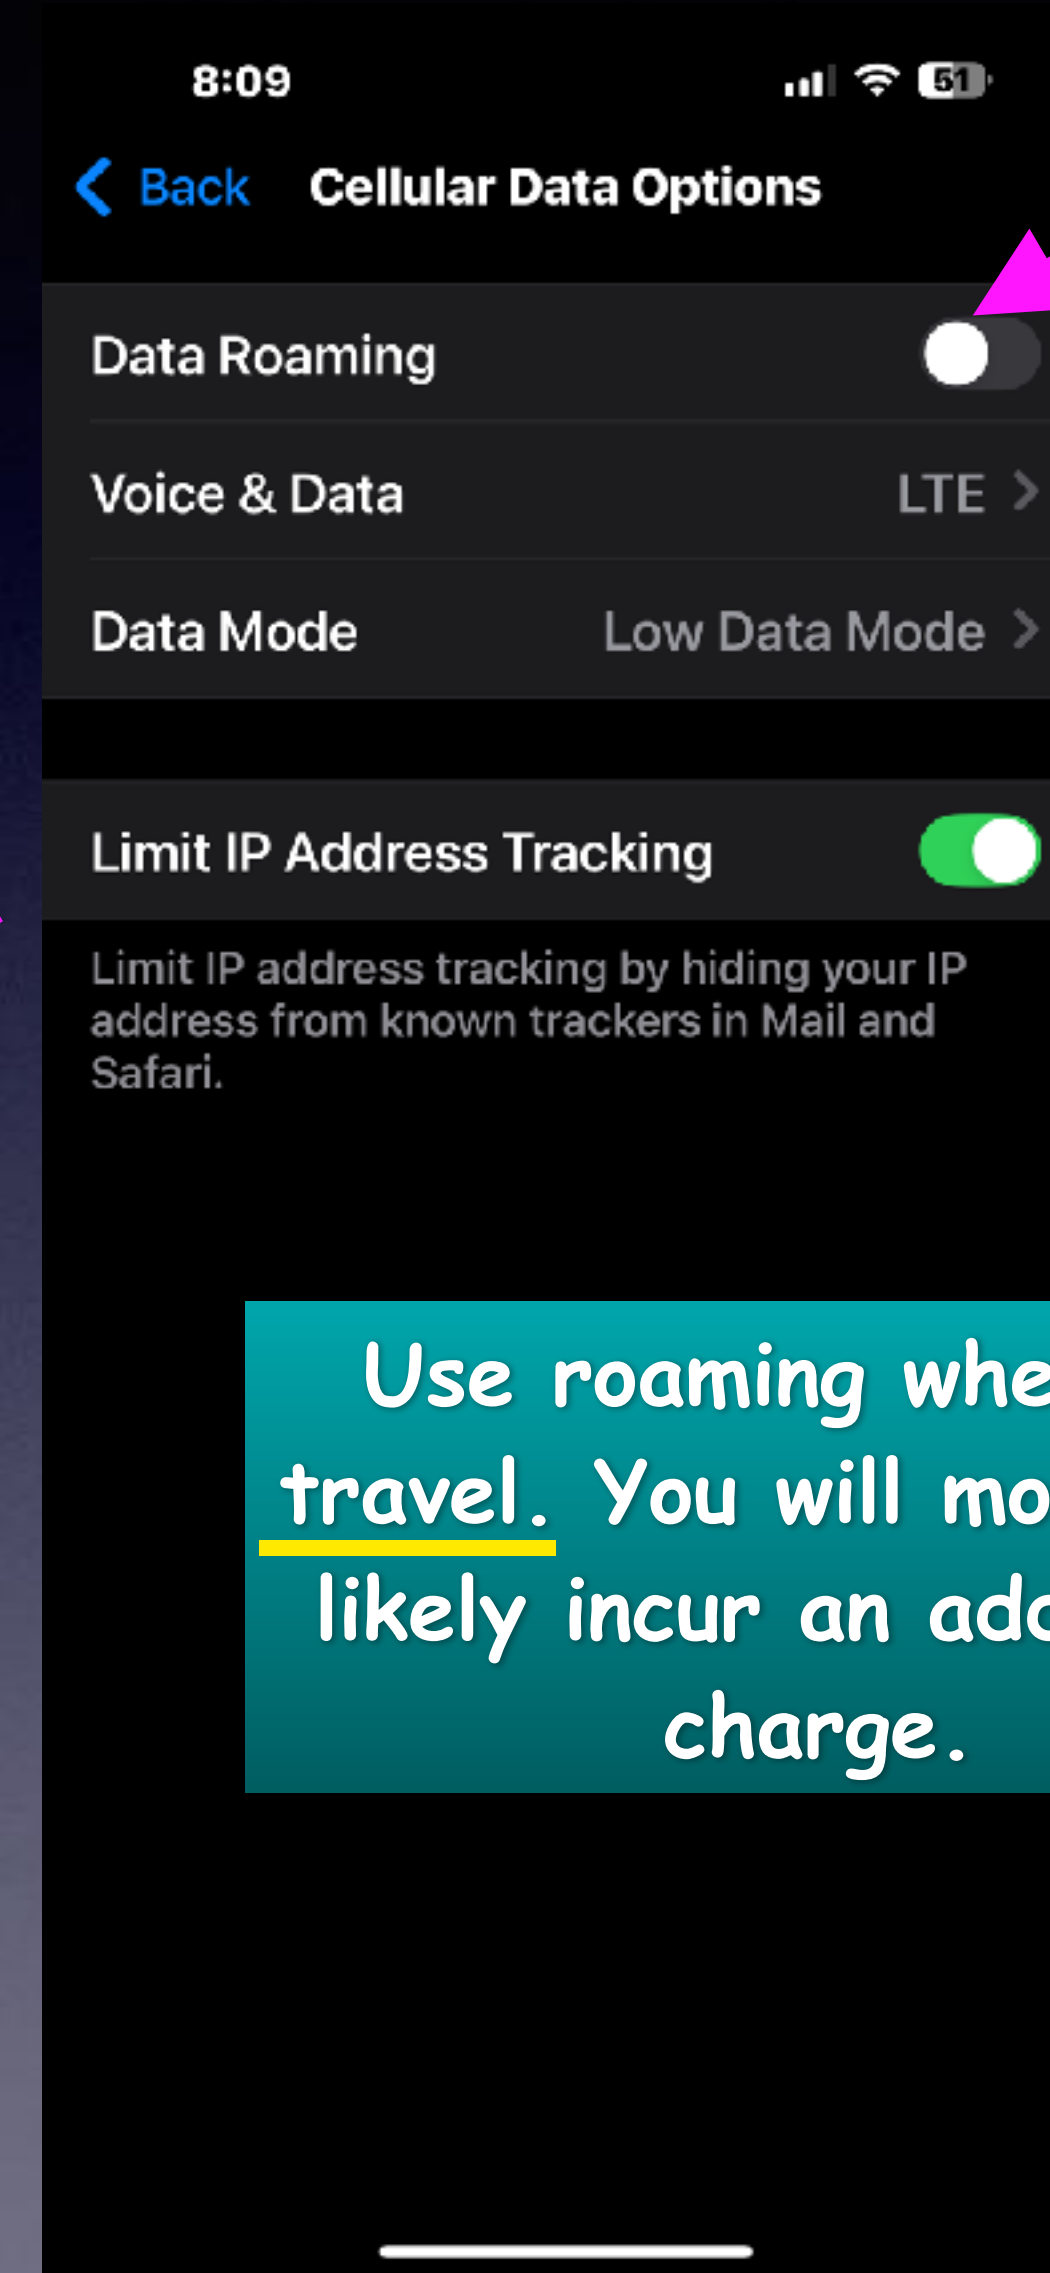 8:09
51
Back Cellular Data Options
Data Roaming
Voice & Data LTE
Data Mode Low Data Mode
Limit IP Address Tracking
Limit IP address tracking by hiding your IP
address from known trackers in Mail and
Safari.
Use roaming
travel. You will
likely incur an
charge.